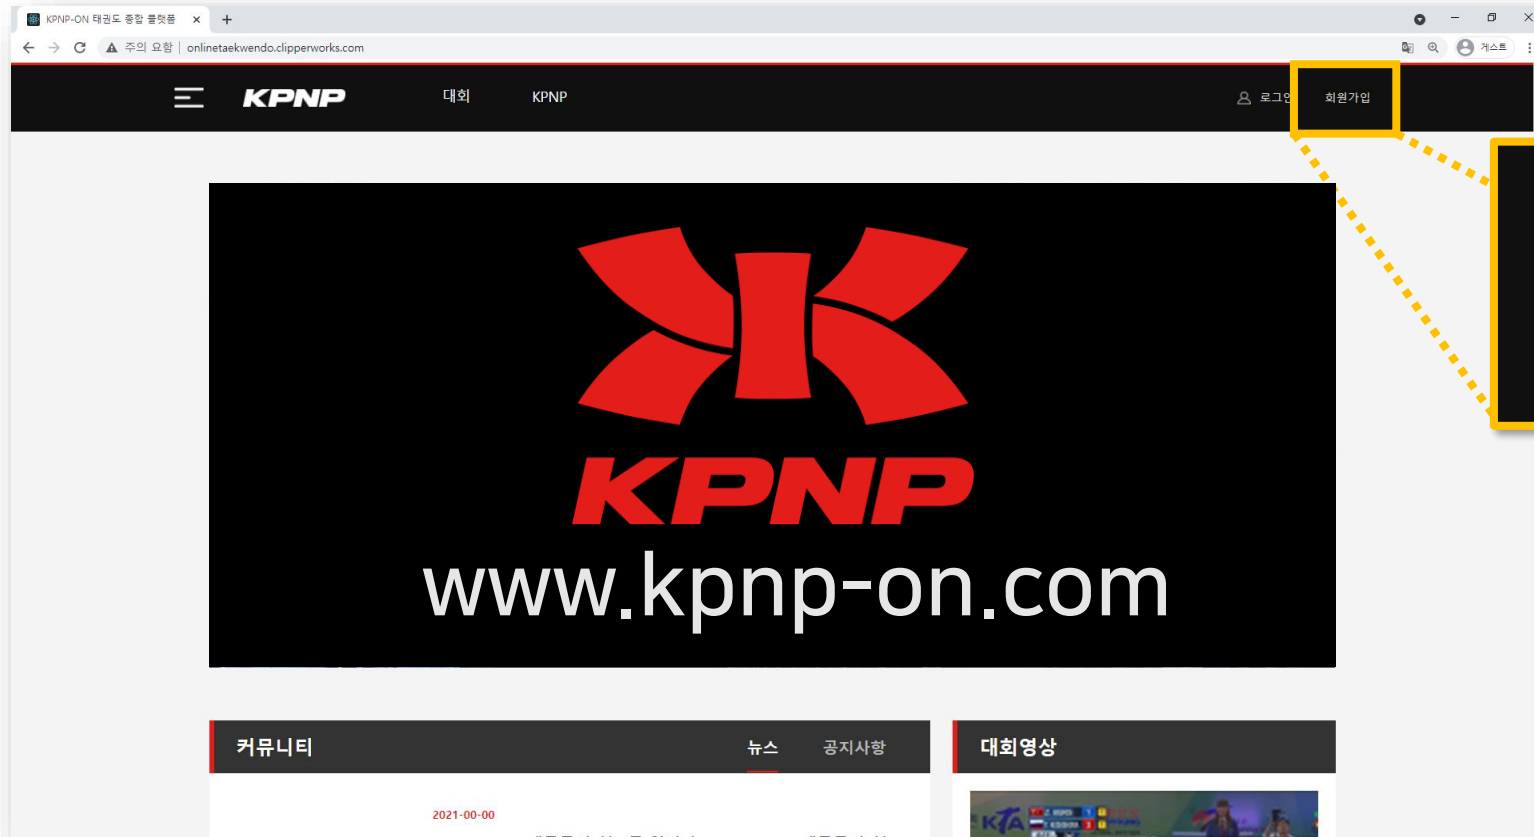 KPNP-ON 태권도 종합 플랫폼
주의 요함 | onlinetaekwendo.clipperworks.com
게스트
KPNP 대회 KPNP 로그인 회원가입
KPNP
www.kpnp-on.com
커뮤니티 뉴스 공지사항 대회영상
2021-00-00
KTA